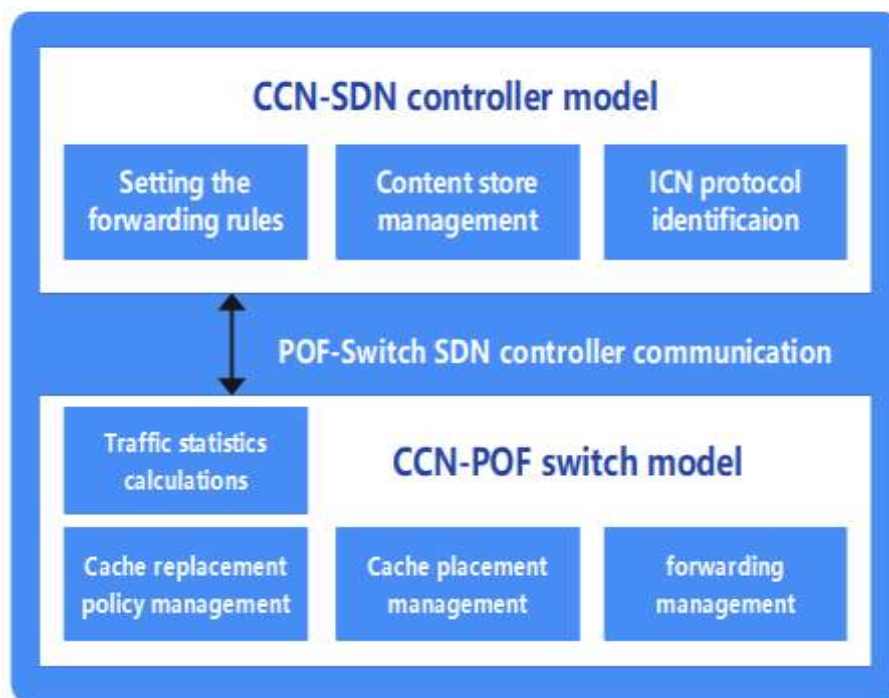 CCN-SDN controller model
Setting the
forwarding rules
Content store
management
ICN protocol
identificaion
POF-Switch SDN controller communication
Traffic statistics
calculations
CCN-POF switch model
Cache replacement
policy management
Cache placement
management
forwarding
management